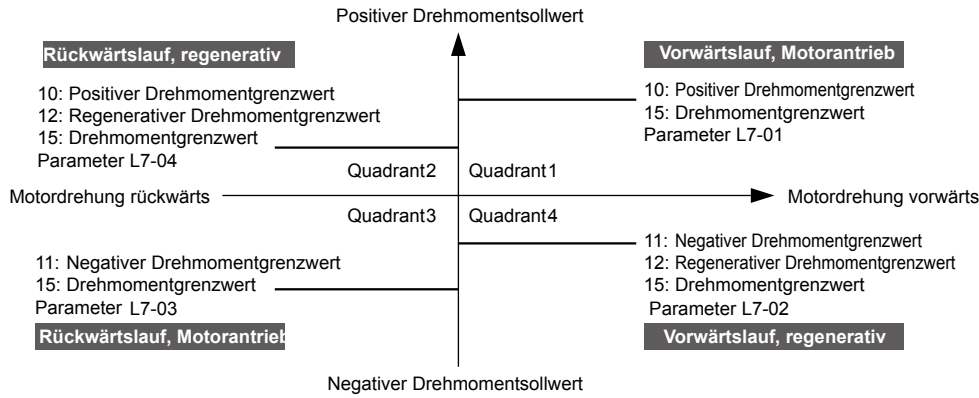 Positiver Drehmomentsollwert
Rückwärtslauf, regenerativ
10: Positiver Drehmomentgrenzwert
12: Regenerativer Drehmomentgrenzwert
15: Drehmomentgrenzwert
Parameter L7-04
Vorwärtslauf, Motorantrieb
10: Positiver Drehmomentgrenzwert
15: Drehmomentgrenzwert
Parameter L7-01
Quadrant2
Quadrant1
Motordrehung rückwärts
Motordrehung vorwärts
Quadrant3
Quadrant4
11: Negativer Drehmomentgrenzwert
15: Drehmomentgrenzwert
Parameter L7-03
Rückwärtslauf, Motorantrieb
11: Negativer Drehmomentgrenzwert
12: Regenerativer Drehmomentgrenzwert
15: Drehmomentgrenzwert
Parameter L7-02
Vorwärtslauf, regenerativ
Negativer Drehmomentsollwert